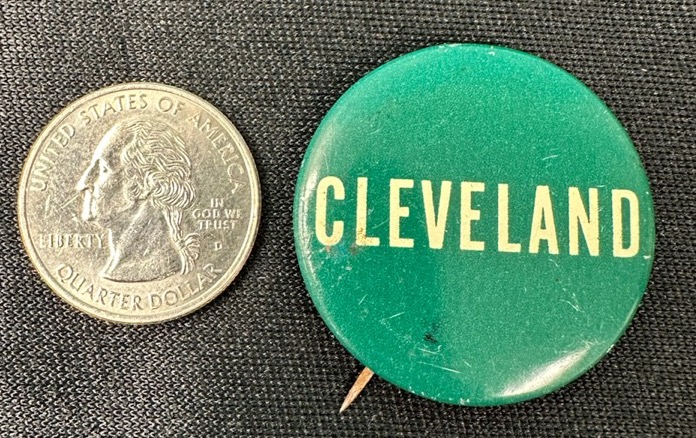 UNITED STATES OF AMERICA
LIBERTY
IN
GOD WE
TRUST
D
QUARTER DOLLAR
CLEVELAND